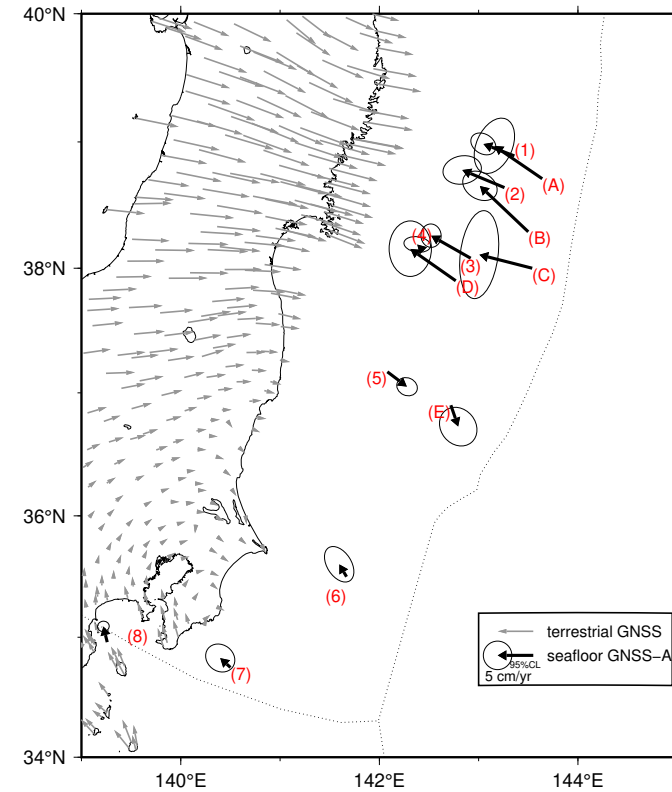 40°N
(1)
(A)
(2)
(B)
(4)
(3)
(C)
38°N
(D)
(5)
(E)
36°N
(6)
(8)
(7)
terrestrial GNSS
seafloor GNSS−A
95%CL
5 cm/yr
34°N
140°E 142°E 144°E